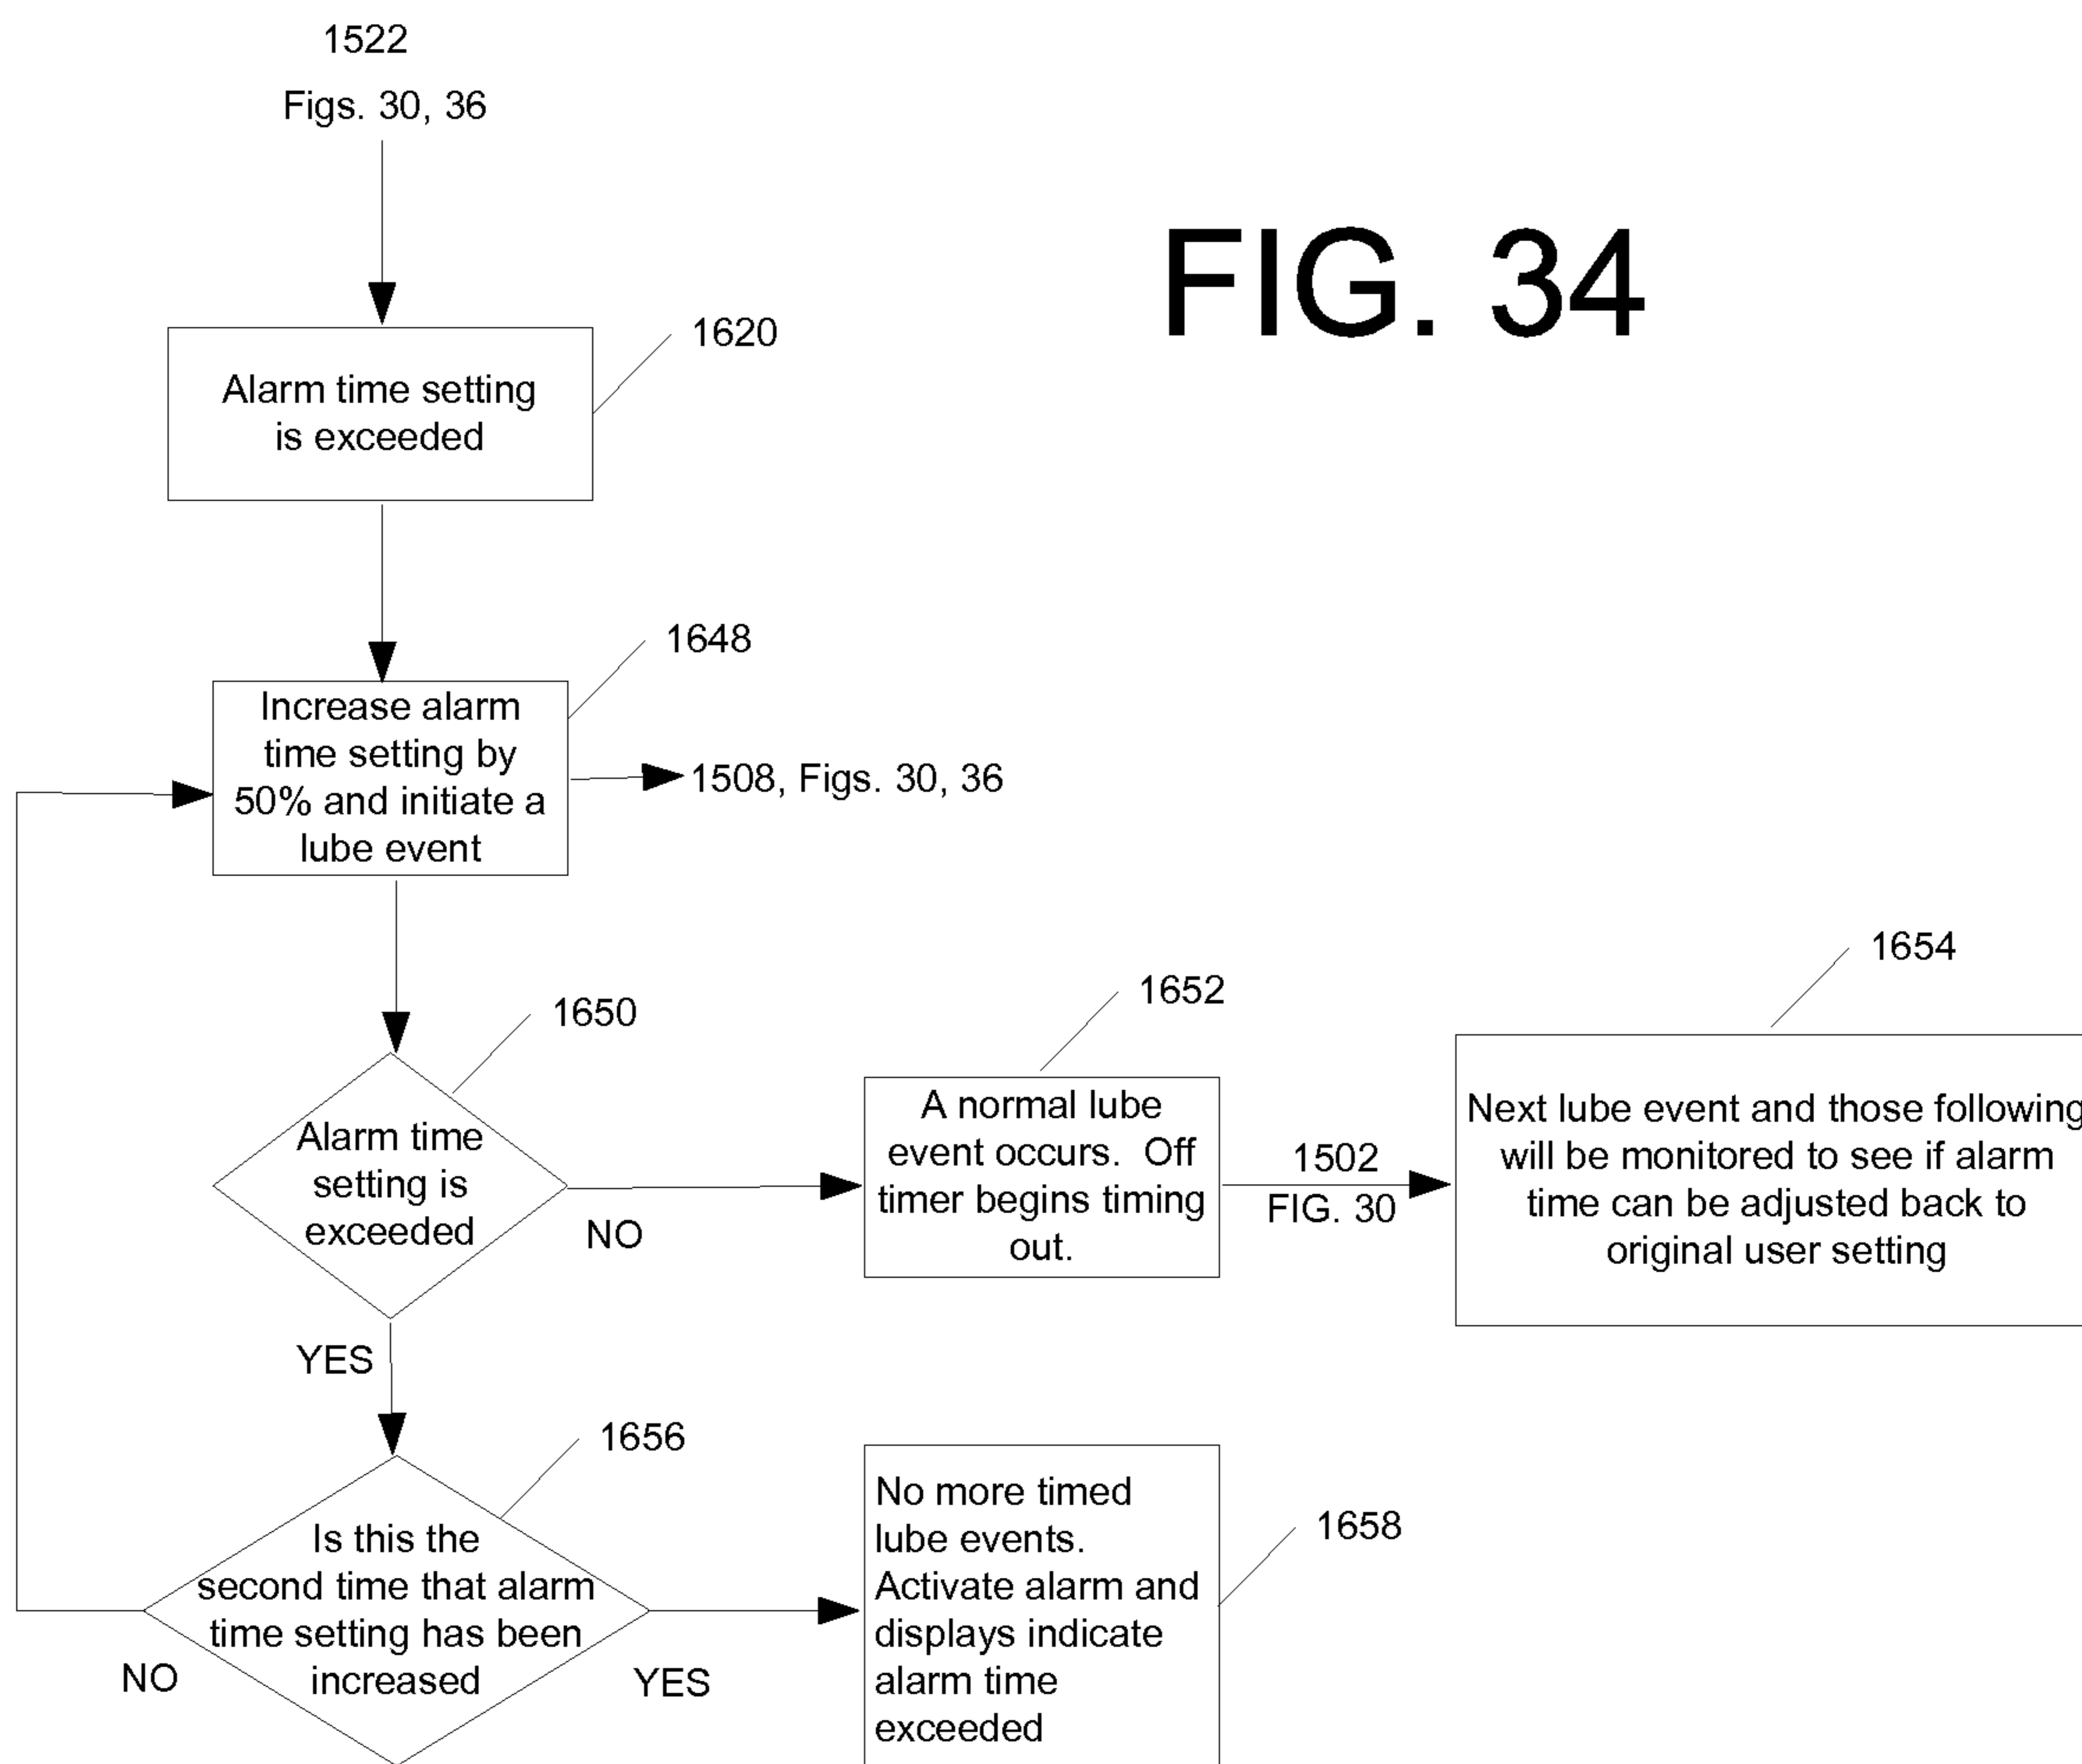 1522
Figs. 30, 36
FIG. 34
1620
Alarm time setting
is exceeded
1648
Increase alarm
time setting by
50% and initiate a
lube event
1508, Figs. 30, 36
1650
Alarm time
setting is
exceeded
NO
YES
1652
A normal lube
event occurs.  Off
timer begins timing
out.
1502
FIG. 30
1654
Next lube event and those following
will be monitored to see if alarm
time can be adjusted back to
original user setting
1656
Is this the
second time that alarm
time setting has been
increased
NO
YES
1658
No more timed
lube events.
Activate alarm and
displays indicate
alarm time
exceeded